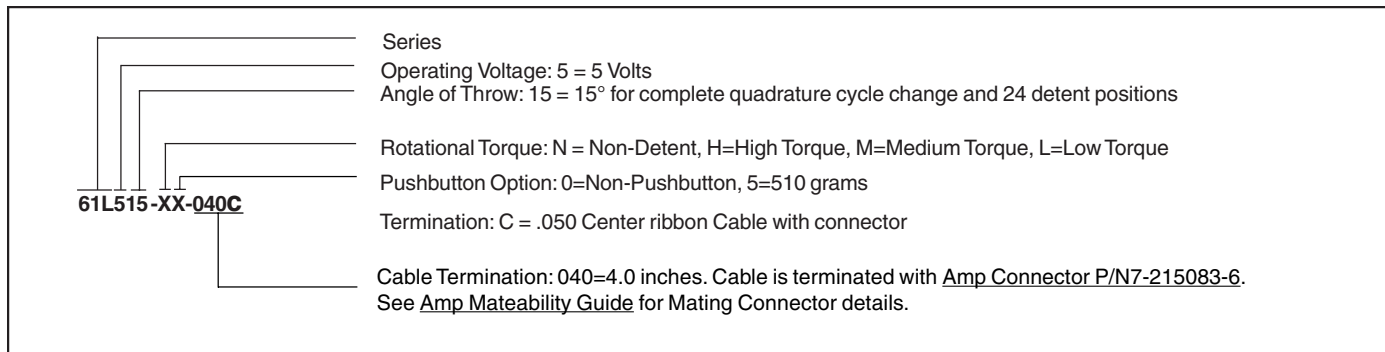 Series
Operating Voltage: 5 = 5 Volts
Angle of Throw: 15 = 15° for complete quadrature cycle change and 24 detent positions
Rotational Torque: N = Non-Detent, H=High Torque, M=Medium Torque, L=Low Torque
Pushbutton Option: 0=Non-Pushbutton, 5=510 grams
61L515-XX-040C
Termination: C = .050 Center ribbon Cable with connector
Cable Termination: 040=4.0 inches. Cable is terminated with Amp Connector P/N7-215083-6.
See Amp Mateability Guide for Mating Connector details.